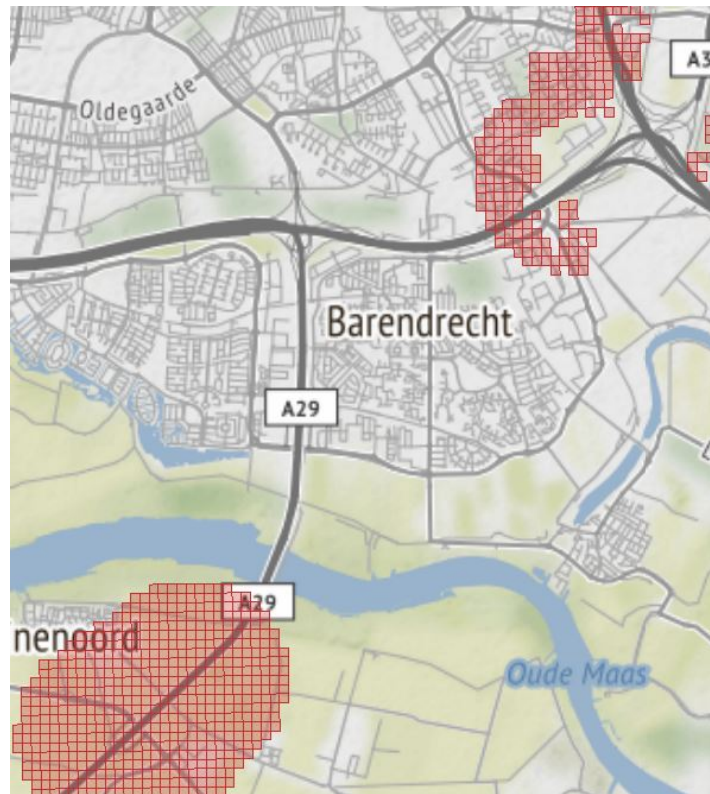 A3
Oldegaarde
Barendrecht
A29
A29
nenoord
Oude Maas